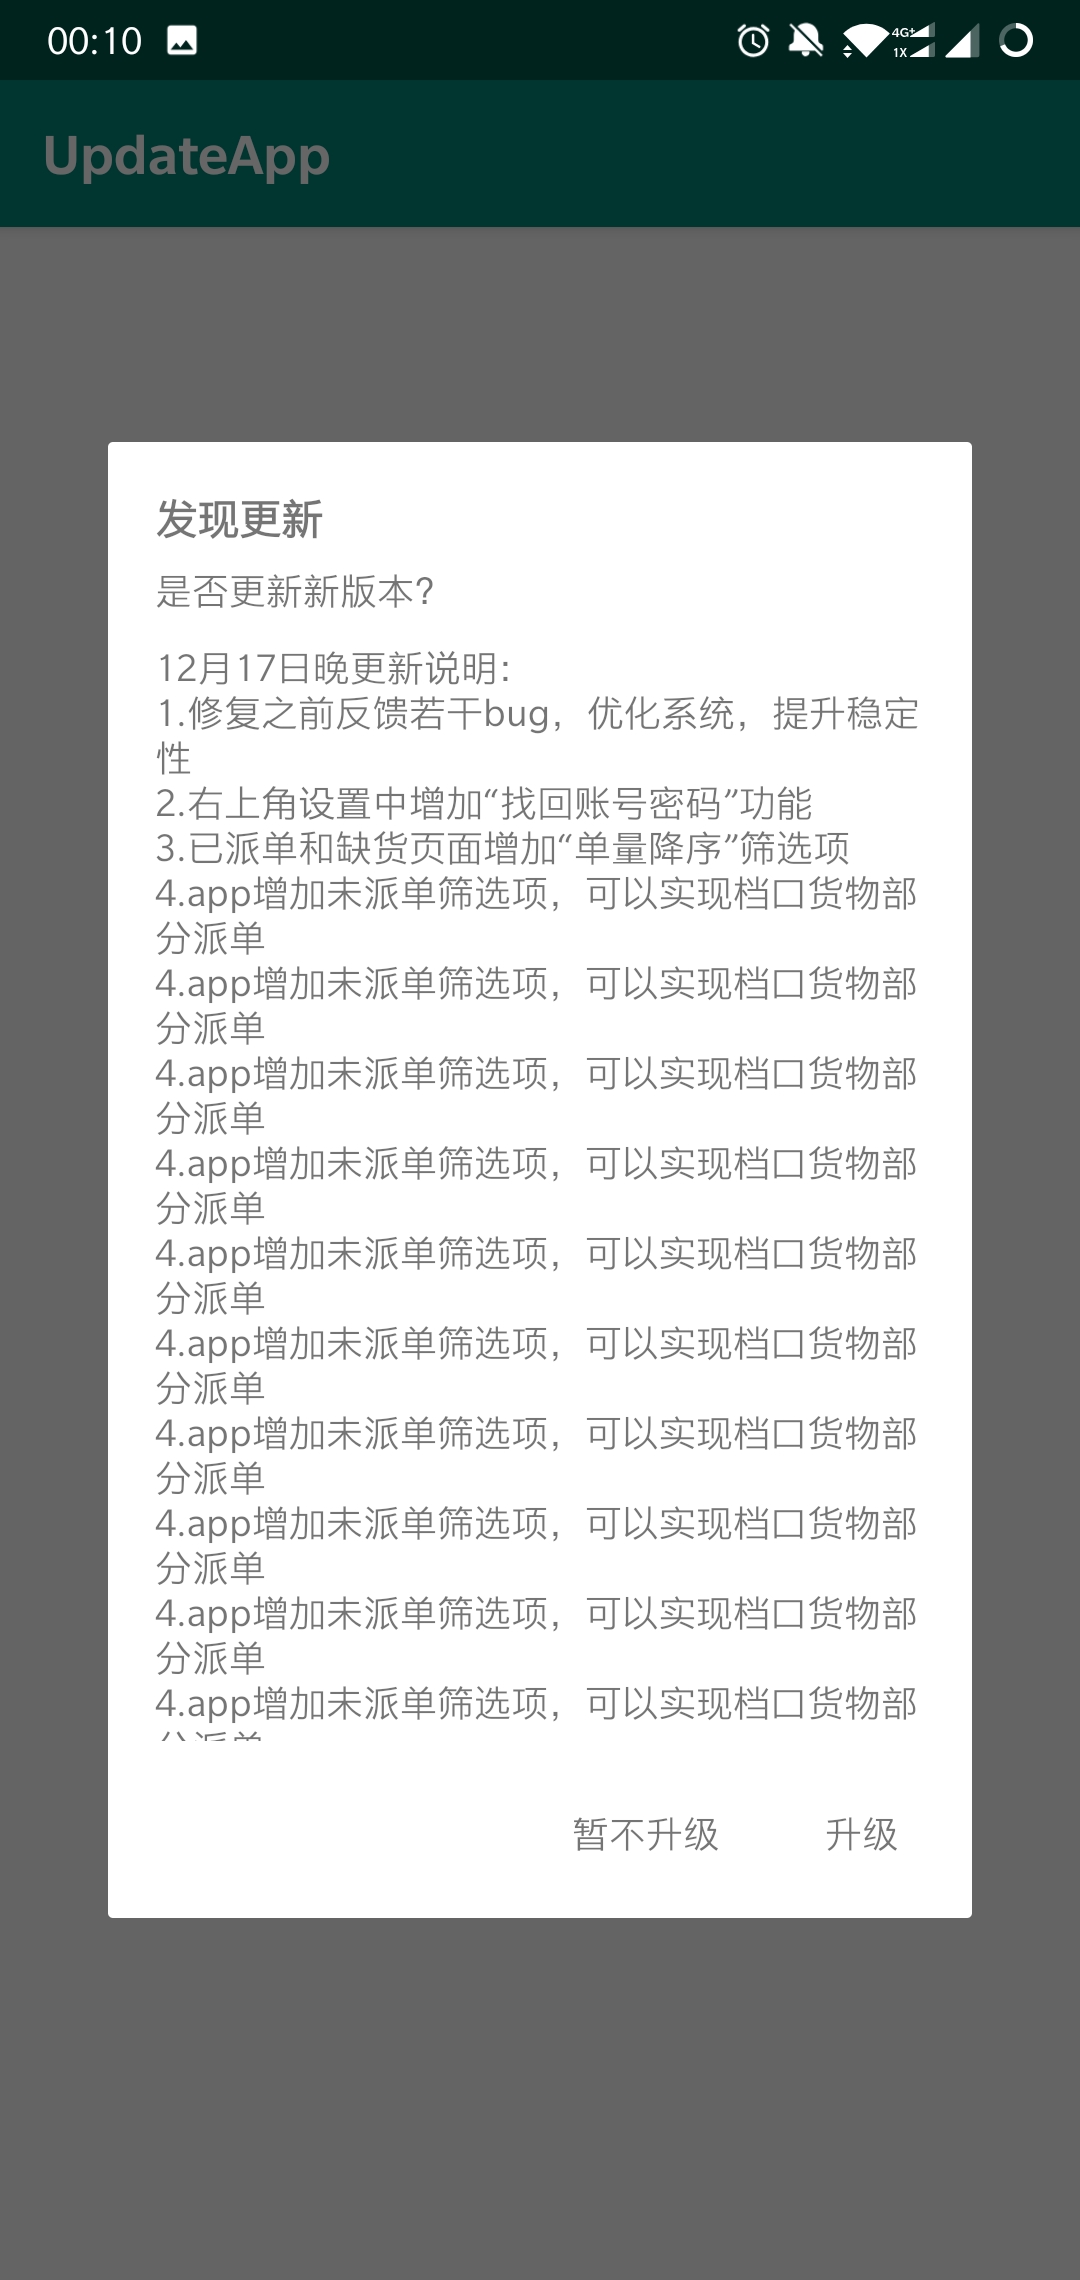 00:10
4G+
1X
UpdateApp
发现更新
是否更新新版本?
12月17日晚更新说明:
1.修复之前反馈若干bug，优化系统，提升稳定
性
2.右上角设置中增加“找回账号密码”功能
3.已派单和缺货页面增加“单量降序”筛选项
4.app增加未派单筛选项，可以实现档口货物部
分派单
4.app增加未派单筛选项，可以实现档口货物部
分派单
4.app增加未派单筛选项，可以实现档口货物部
分派单
4.app增加未派单筛选项，可以实现档口货物部
分派单
4.app增加未派单筛选项，可以实现档口货物部
分派单
4.app增加未派单筛选项，可以实现档口货物部
分派单
4.app增加未派单筛选项，可以实现档口货物部
分派单
4.app增加未派单筛选项，可以实现档口货物部
分派单
4.app增加未派单筛选项，可以实现档口货物部
分派单
4.app增加未派单筛选项，可以实现档口货物部
暂不升级 升级